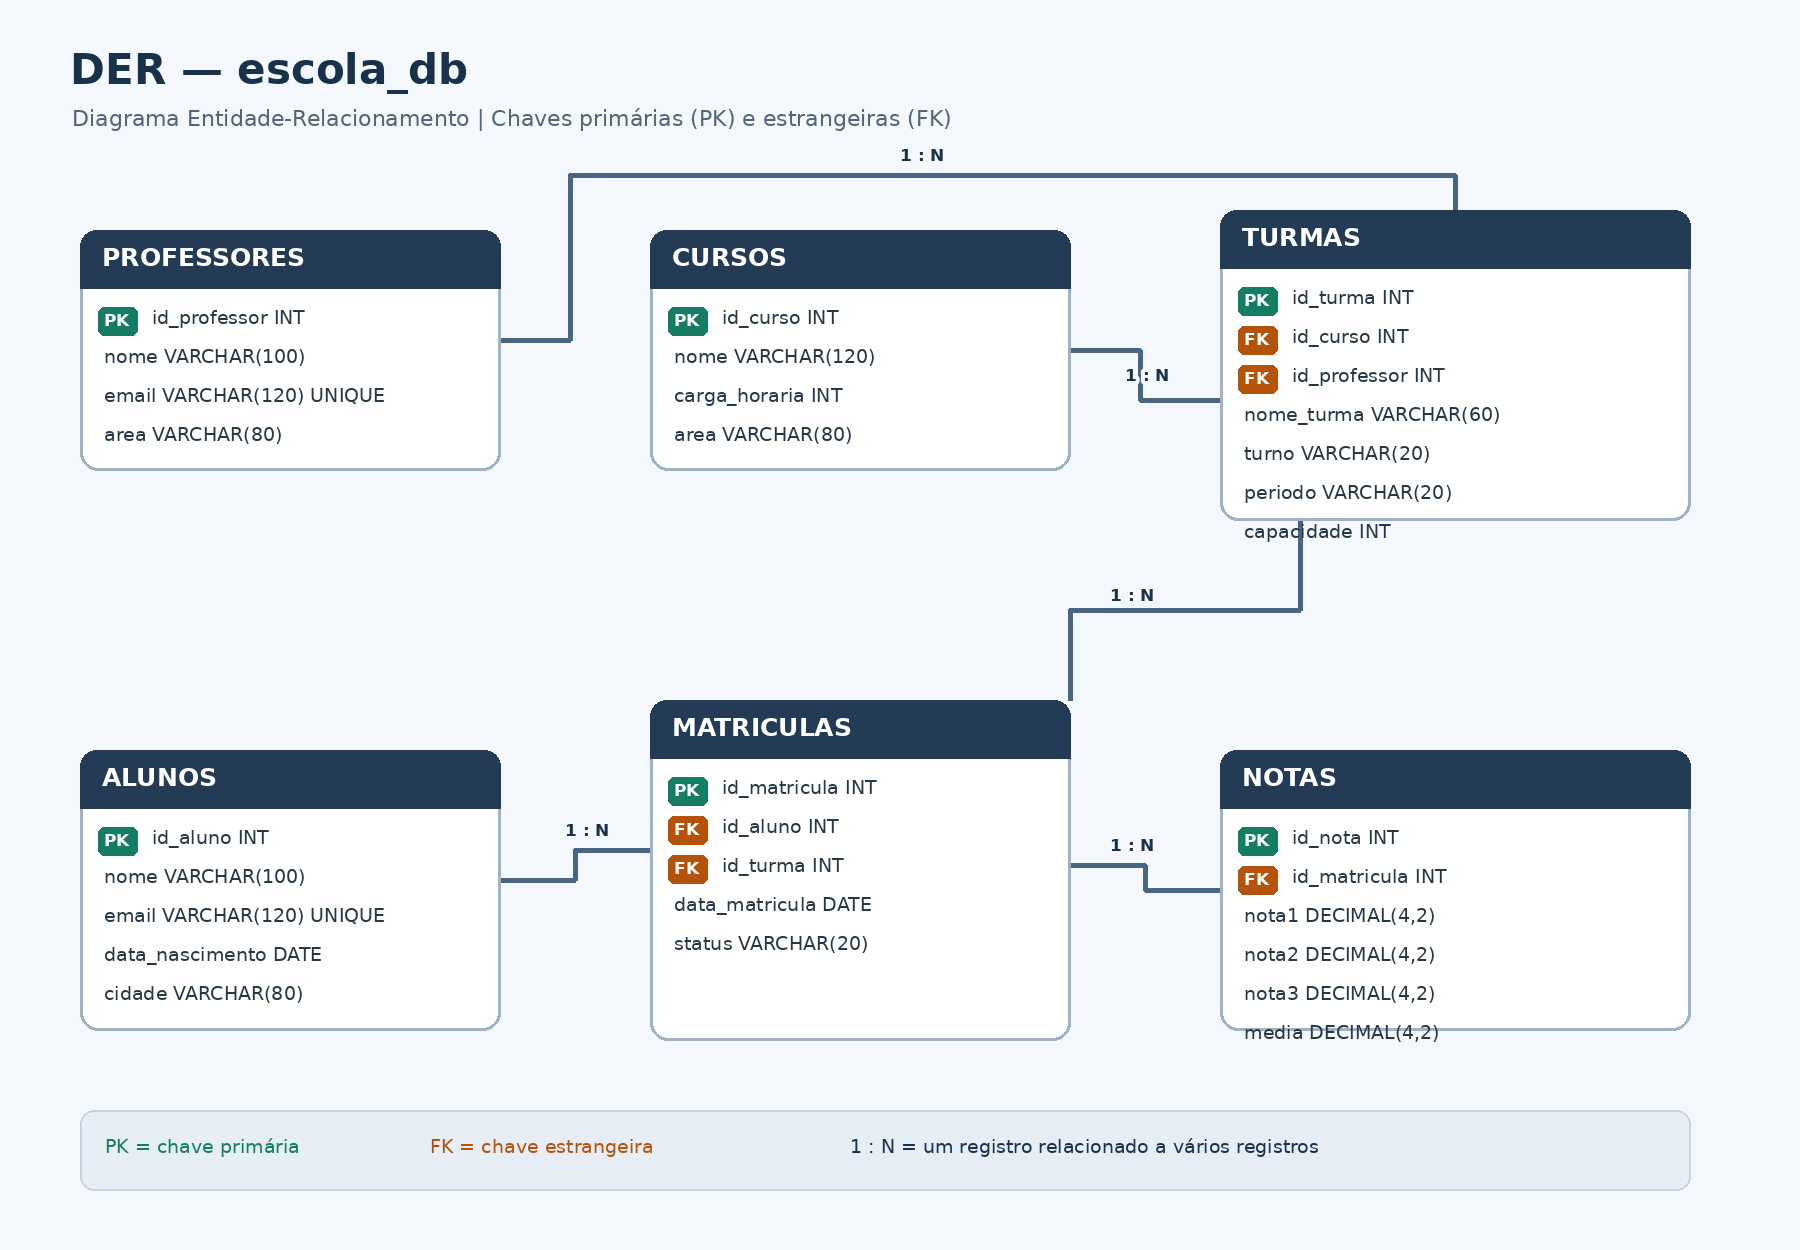 DER — escola_db
Diagrama Entidade-Relacionamento | Chaves primárias (PK) e estrangeiras (FK)
1 : N
PROFESSORES
PK id_professor INT
nome VARCHAR(100)
email VARCHAR(120) UNIQUE
area VARCHAR(80)
CURSOS
PK id_curso INT
nome VARCHAR(120)
carga_horaria INT
area VARCHAR(80)
1 : N
TURMAS
PK id_turma INT
FK id_curso INT
FK id_professor INT
nome_turma VARCHAR(60)
turno VARCHAR(20)
periodo VARCHAR(20)
capacidade INT
1 : N
ALUNOS
PK id_aluno INT
nome VARCHAR(100)
email VARCHAR(120) UNIQUE
data_nascimento DATE
cidade VARCHAR(80)
1 : N
MATRICULAS
PK id_matricula INT
FK id_aluno INT
FK id_turma INT
data_matricula DATE
status VARCHAR(20)
1 : N
NOTAS
PK id_nota INT
FK id_matricula INT
nota1 DECIMAL(4,2)
nota2 DECIMAL(4,2)
nota3 DECIMAL(4,2)
media DECIMAL(4,2)
PK = chave primária
FK = chave estrangeira
1 : N = um registro relacionado a vários registros